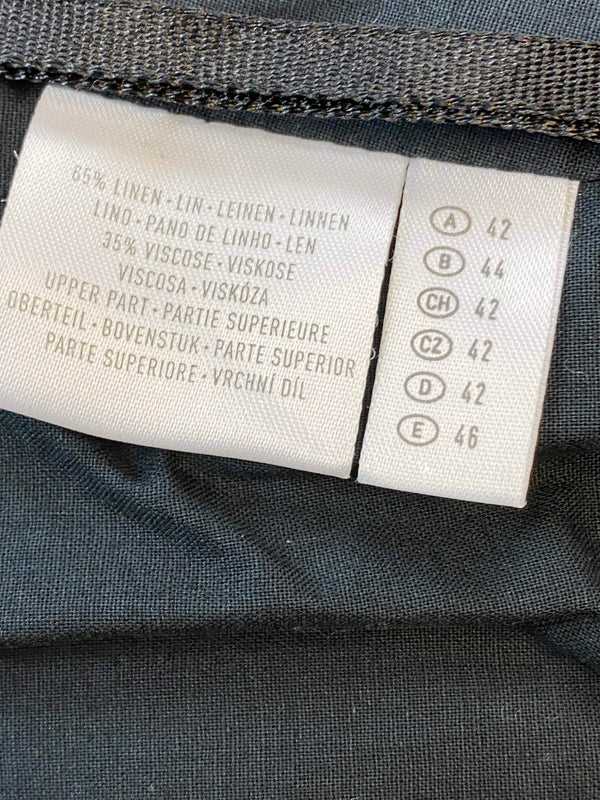 65% LINEN · LIN · LEINEN · LINNEN
LINO · PANO DE LINHO · LEN
35% VISCOSE · VISKOSE
VISCOSA · VISKÓZA
UPPER PART · PARTIE SUPERIEURE
OBERTEIL · BOVENSTUK · PARTE SUPERIOR
PARTE SUPERIORE · VRCHNÍ DÍL
A 42
B 44
CH 42
CZ 42
D 42
E 46